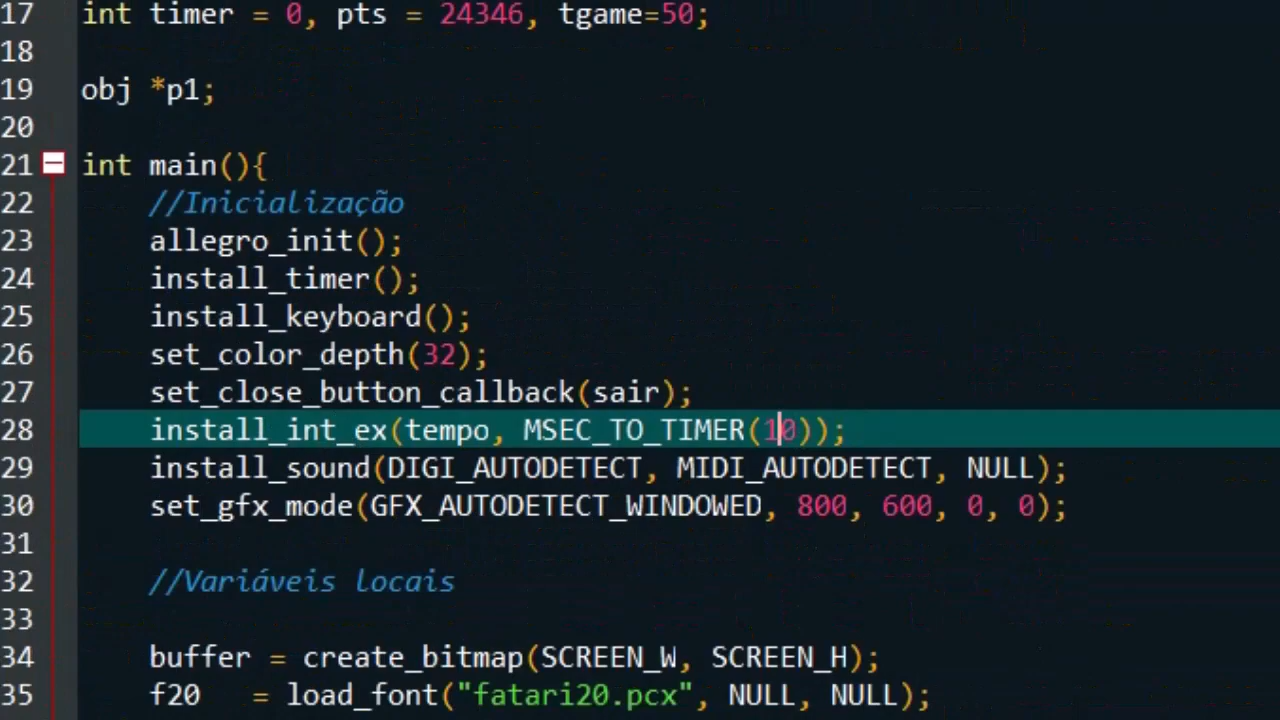 17 int timer = 0, pts = 24346, tgame=50;
18
19 obj *p1;
20
21 int main(){
22 //Inicialização
23 allegro_init();
24 install_timer();
25 install_keyboard();
26 set_color_depth(32);
27 set_close_button_callback(sair);
28 install_int_ex(tempo, MSEC_TO_TIMER(10));
29 install_sound(DIGI_AUTODETECT, MIDI_AUTODETECT, NULL);
30 set_gfx_mode(GFX_AUTODETECT_WINDOWED, 800, 600, 0, 0);
31
32 //Variáveis locais
33
34 buffer = create_bitmap(SCREEN_W, SCREEN_H);
35 f20   = load_font("fatari20.pcx", NULL, NULL);